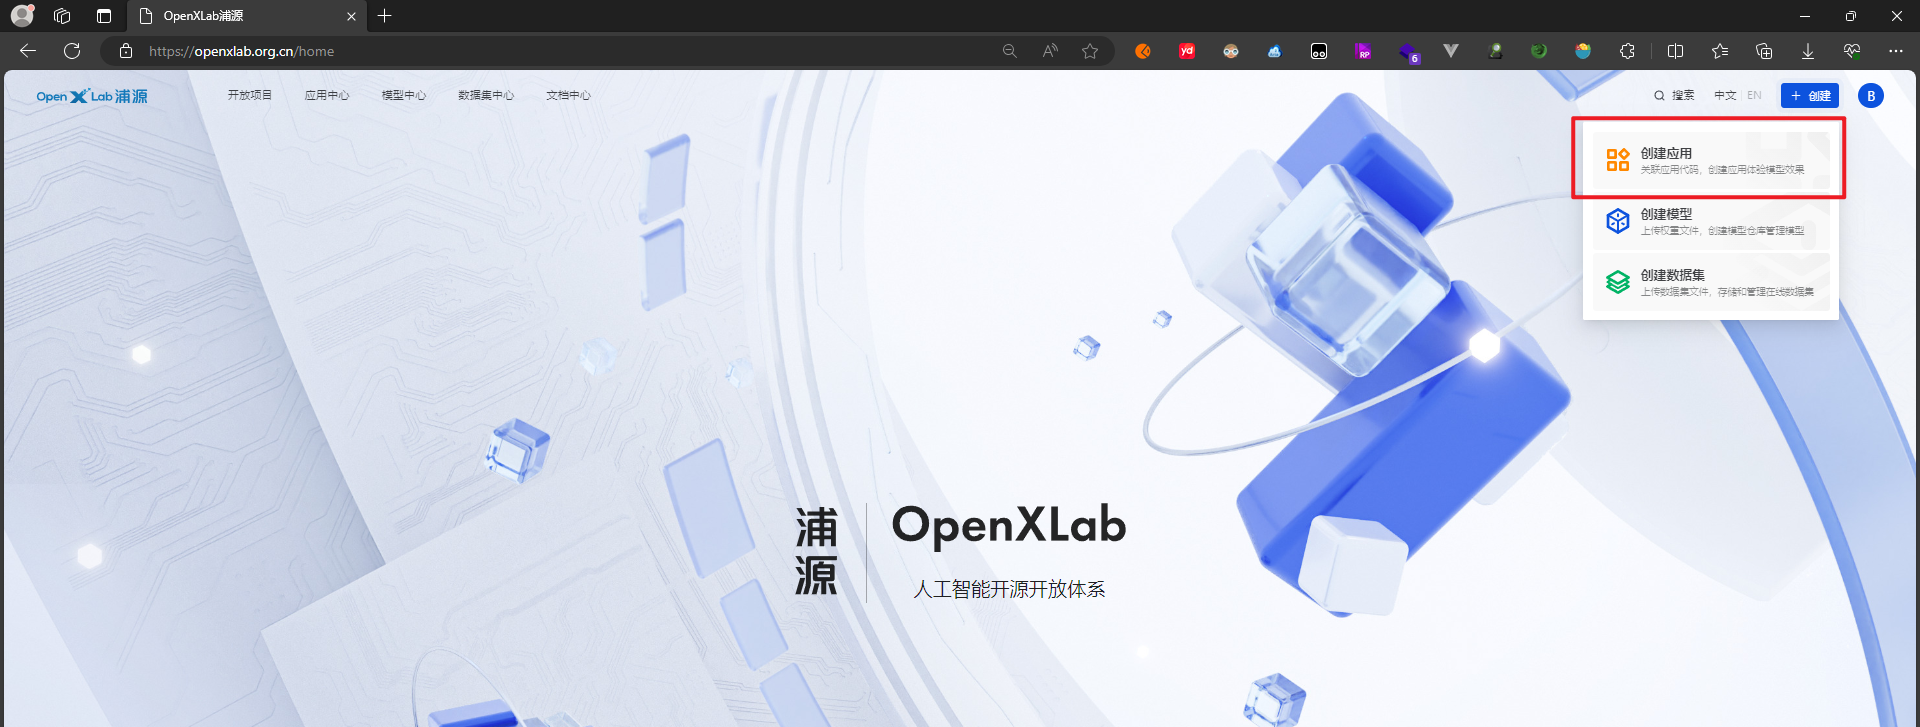 OpenXLab浦源
https://openxlab.org.cn/home
yd
RP
6
OpenXLab浦源
开放项目
应用中心
模型中心
数据集中心
文档中心
搜索
中文 EN
+ 创建
B
创建应用
关联应用代码，创建应用体验模型效果
创建模型
上传权重文件，创建模型仓库管理模型
创建数据集
上传数据集文件，存储和管理在线数据集
浦源
OpenXLab
人工智能开源开放体系